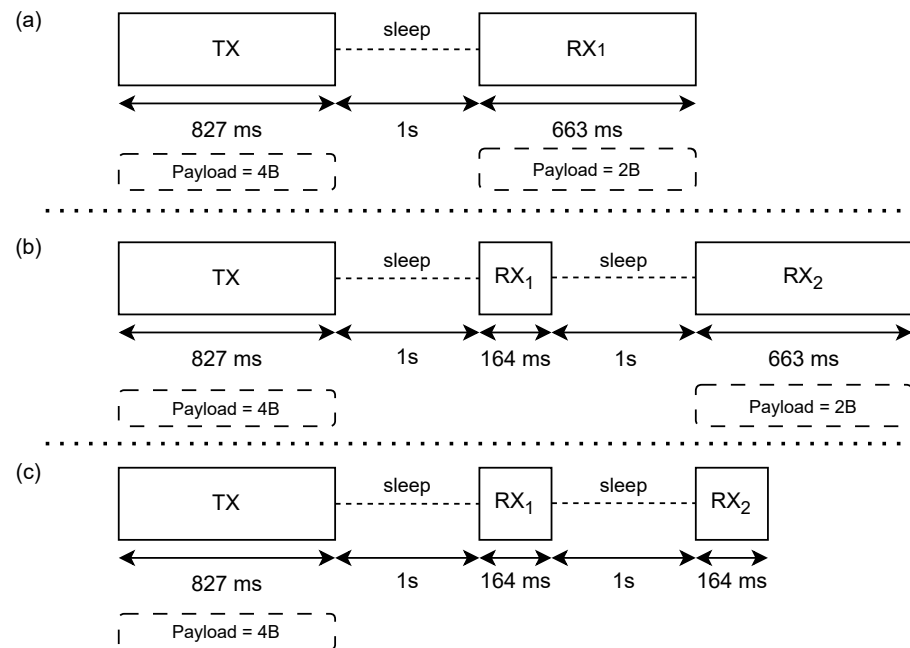 (a)
TX
sleep
RX1
827 ms
1s
663 ms
Payload = 4B
Payload = 2B
(b)
TX
sleep
RX1
sleep
RX2
827 ms
1s
164 ms
1s
663 ms
Payload = 4B
Payload = 2B
(c)
TX
sleep
RX1
sleep
RX2
827 ms
1s
164 ms
1s
164 ms
Payload = 4B